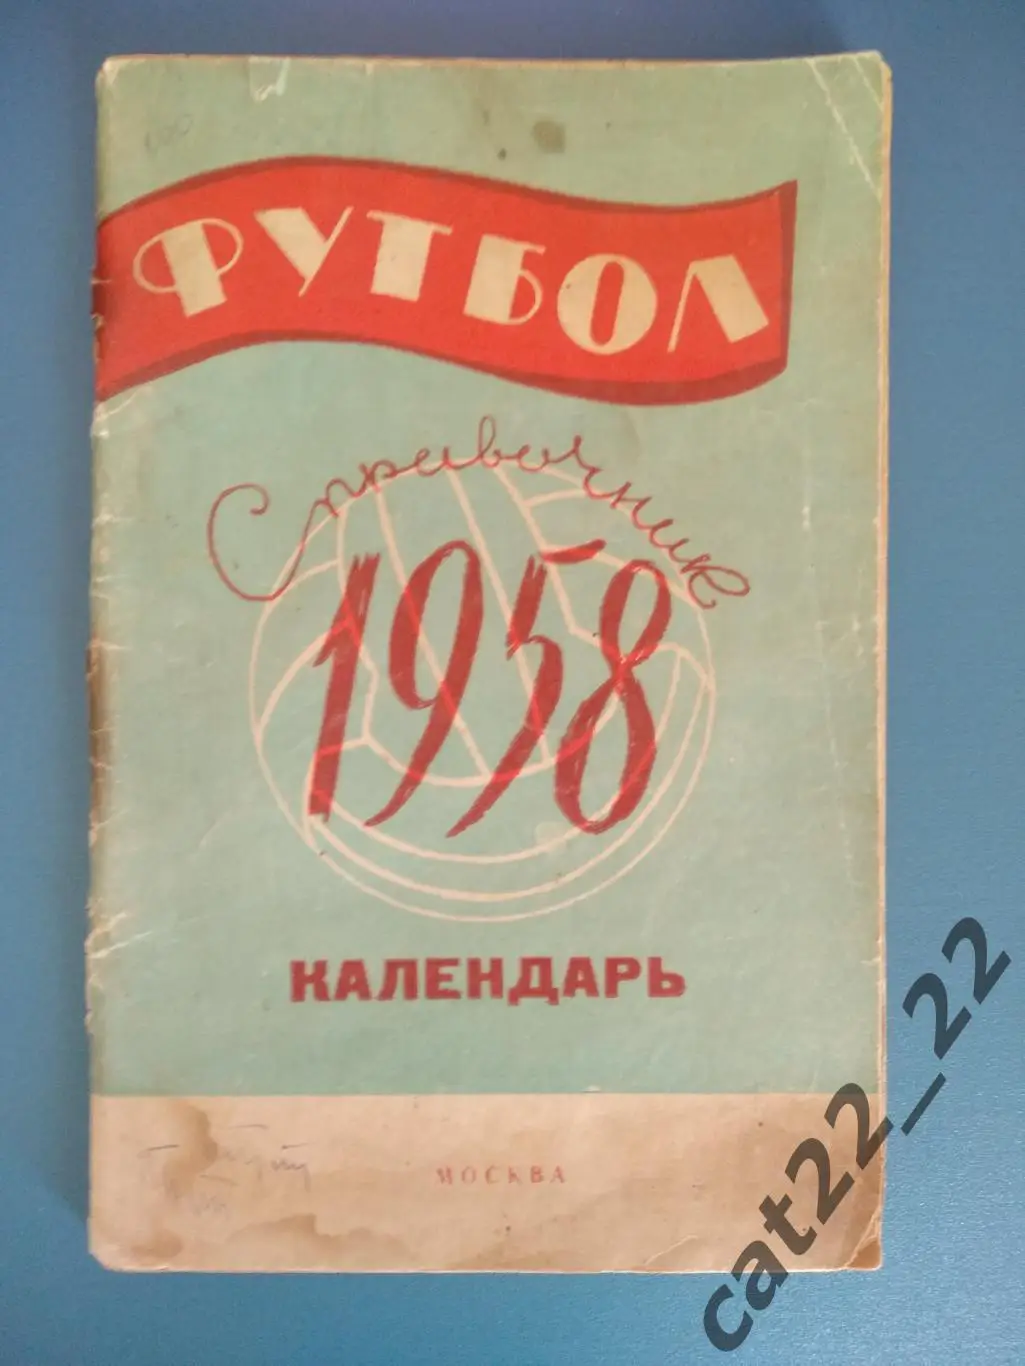 ФУТБОЛ
Справочник
1958
КАЛЕНДАРЬ
МОСКВА
cat22_22